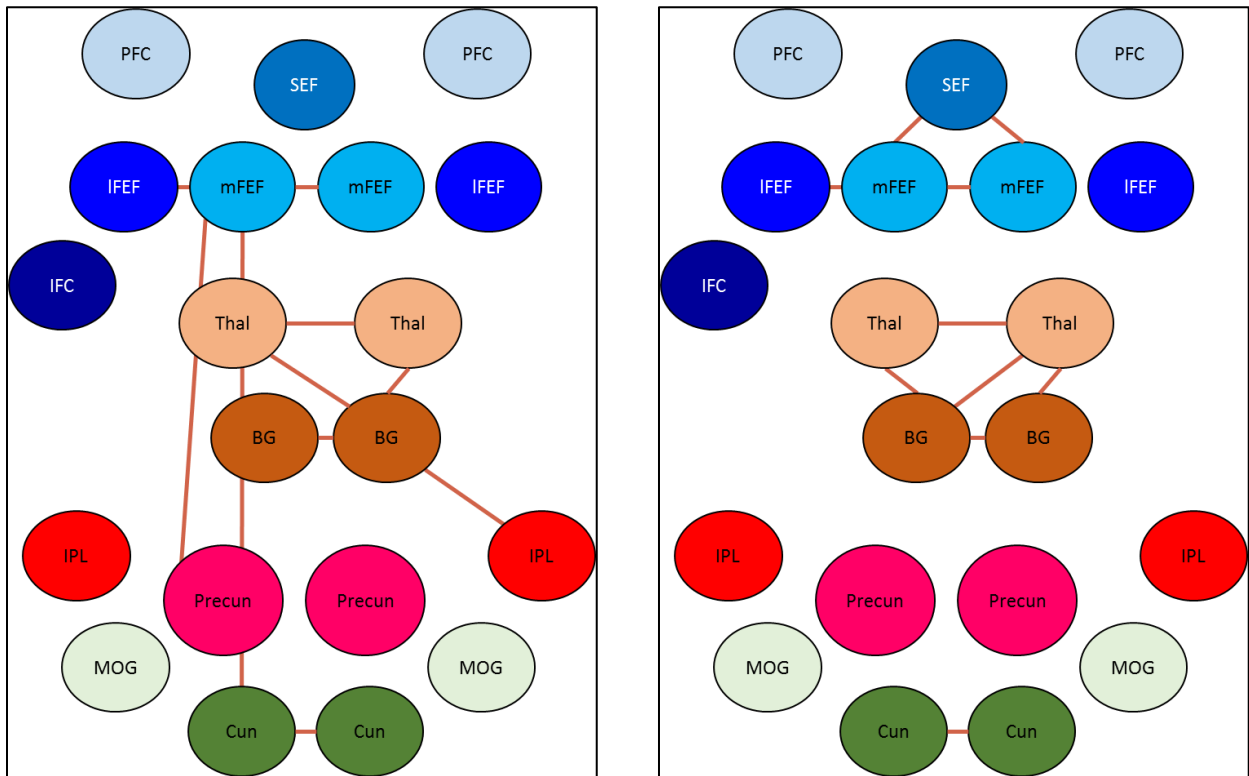 PFC
PFC
SEF
lFEF
mFEF
mFEF
lFEF
IFC
Thal
Thal
BG
BG
IPL
IPL
Precun
Precun
MOG
MOG
Cun
Cun
PFC
PFC
SEF
lFEF
mFEF
mFEF
lFEF
IFC
Thal
Thal
BG
BG
IPL
IPL
Precun
Precun
MOG
MOG
Cun
Cun